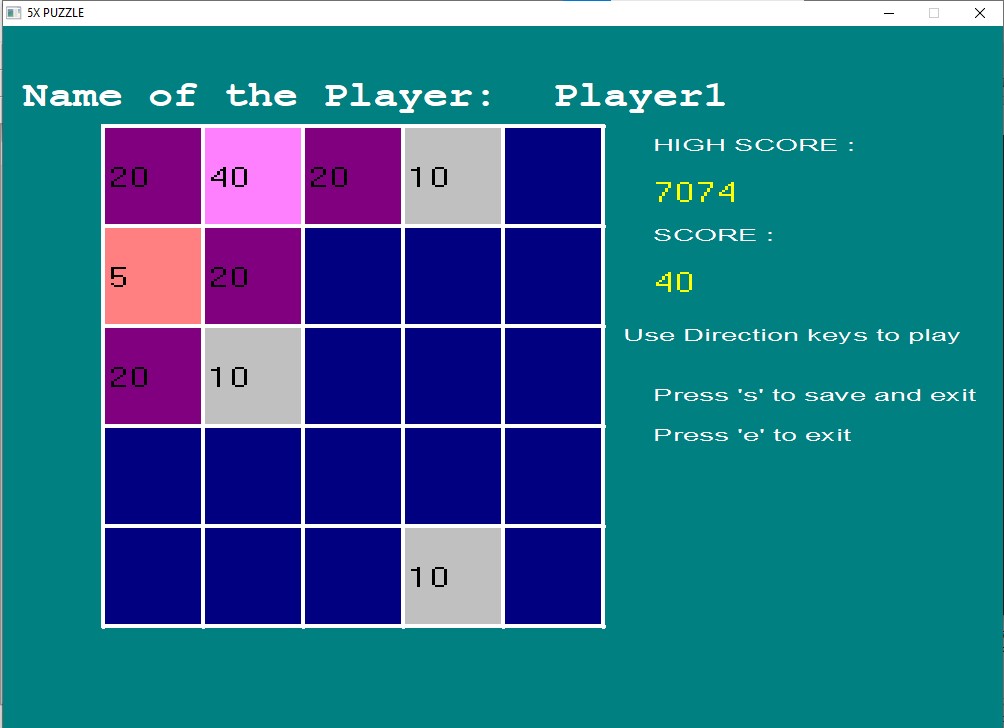 5X PUZZLE
Name of the Player: Player1
20 40 20 10
5 20
20 10
10
HIGH SCORE :
7074
SCORE :
40
Use Direction keys to play
Press 's' to save and exit
Press 'e' to exit